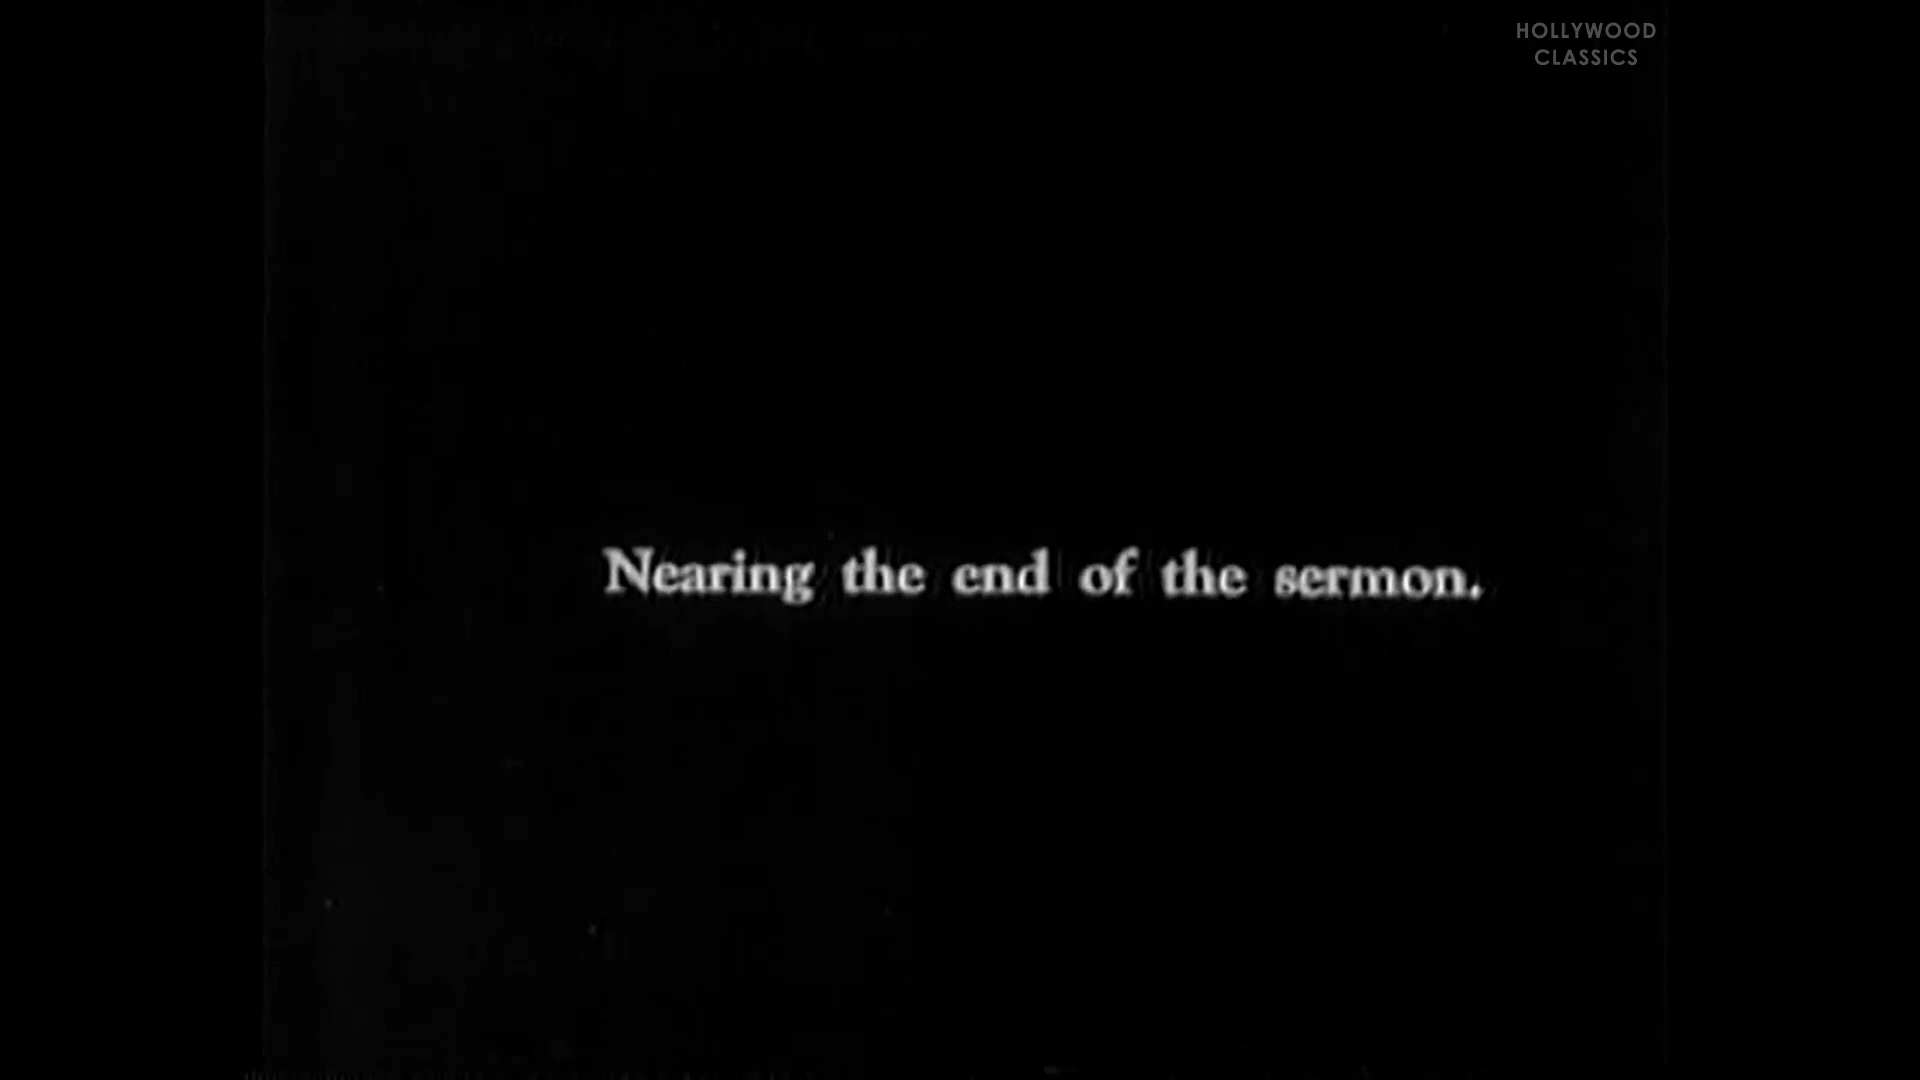 HOLLYWOOD
CLASSICS
Nearing the end of the sermon.